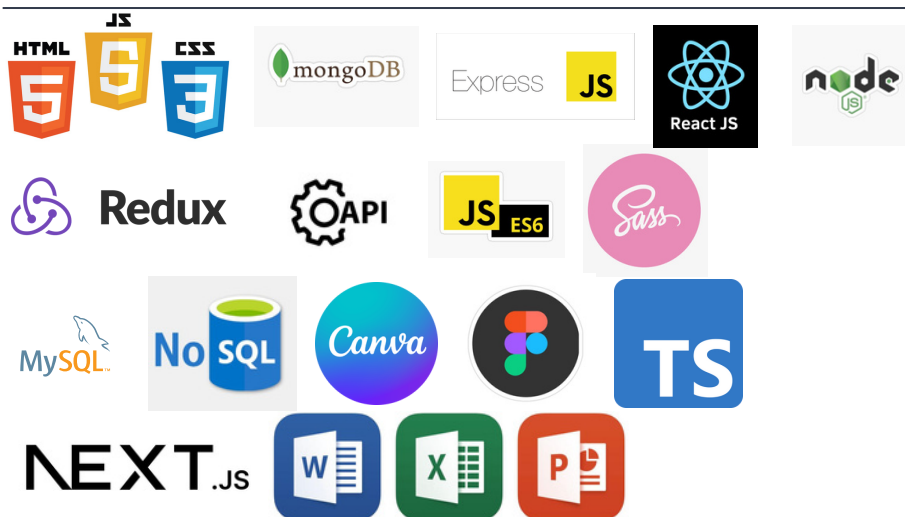 HTML JS CSS
5 5 3
mongoDB
Express JS
React JS
node
JS
Redux
API
JS ES6
Sass
MySQL
No SQL
Canva
TS
NEXT.JS
W
X
P